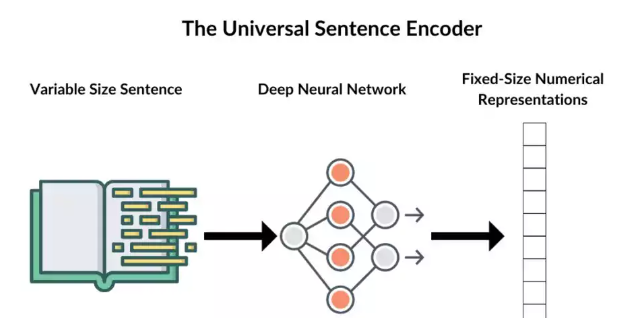 The Universal Sentence Encoder
Variable Size Sentence
Deep Neural Network
Fixed-Size Numerical
Representations